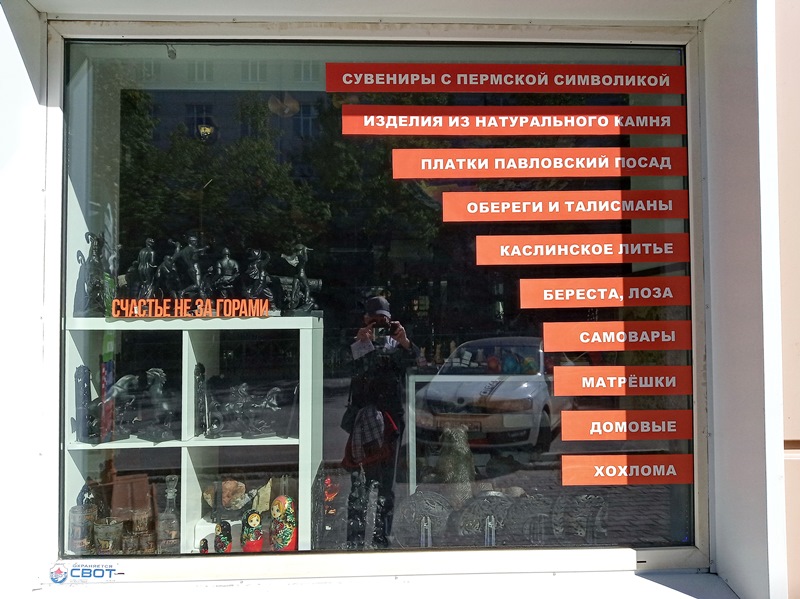 СУВЕНИРЫ С ПЕРМСКОЙ СИМВОЛИКОЙ
ИЗДЕЛИЯ ИЗ НАТУРАЛЬНОГО КАМНЯ
ПЛАТКИ ПАВЛОВСКИЙ ПОСАД
ОБЕРЕГИ И ТАЛИСМАНЫ
КАСЛИНСКОЕ ЛИТЬЕ
БЕРЕСТА, ЛОЗА
САМОВАРЫ
МАТРЁШКИ
ДОМОВЫЕ
ХОХЛОМА
СЧАСТЬЕ НЕ ЗА ГОРАМИ
ОХРАНЯЕТСЯ
СВОТ